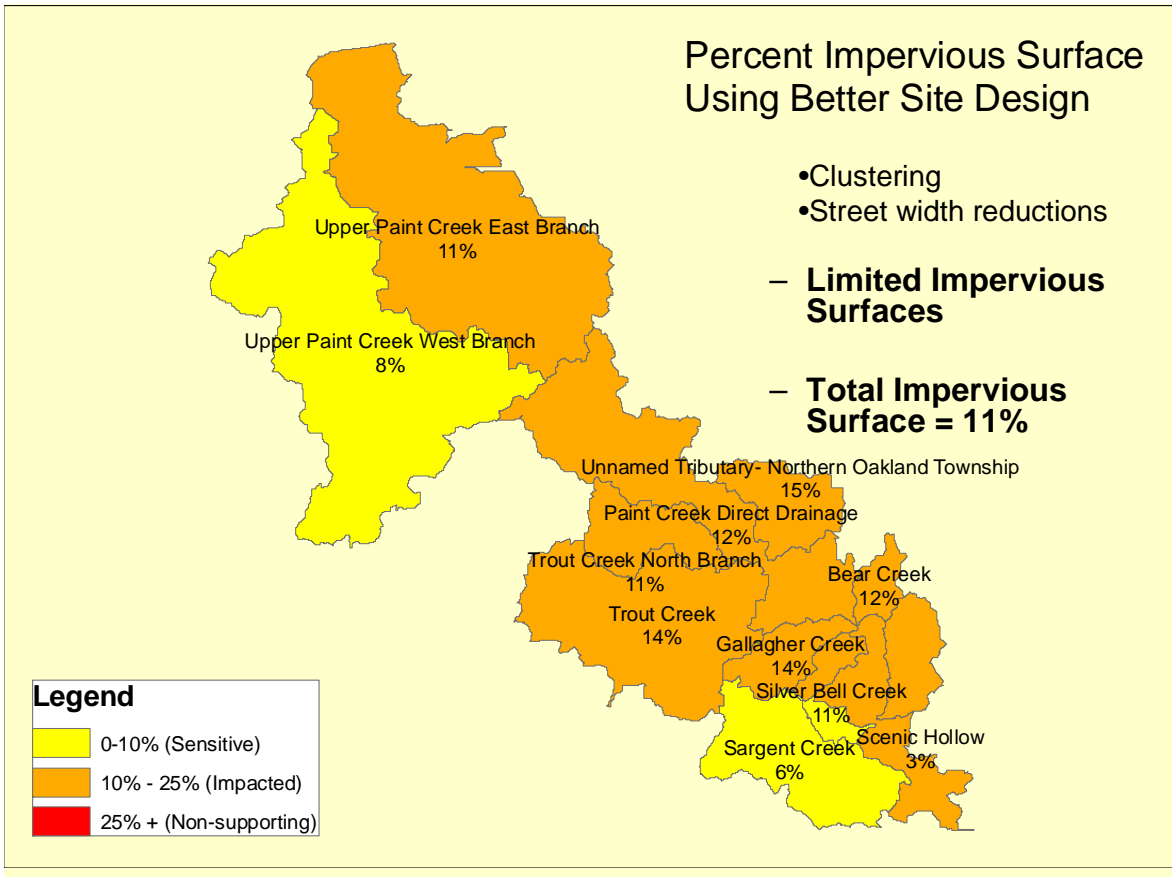 Percent Impervious Surface
Using Better Site Design
•Clustering
•Street width reductions
– Limited Impervious
Surfaces
– Total Impervious
Surface = 11%
Upper Paint Creek East Branch
11%
Upper Paint Creek West Branch
8%
Unnamed Tributary- Northern Oakland Township
15%
Paint Creek Direct Drainage
12%
Trout Creek North Branch
11%
Bear Creek
12%
Trout Creek
14%
Gallagher Creek
14%
Silver Bell Creek
11%
Scenic Hollow
3%
Sargent Creek
6%
Legend
0-10% (Sensitive)
10% - 25% (Impacted)
25% + (Non-supporting)